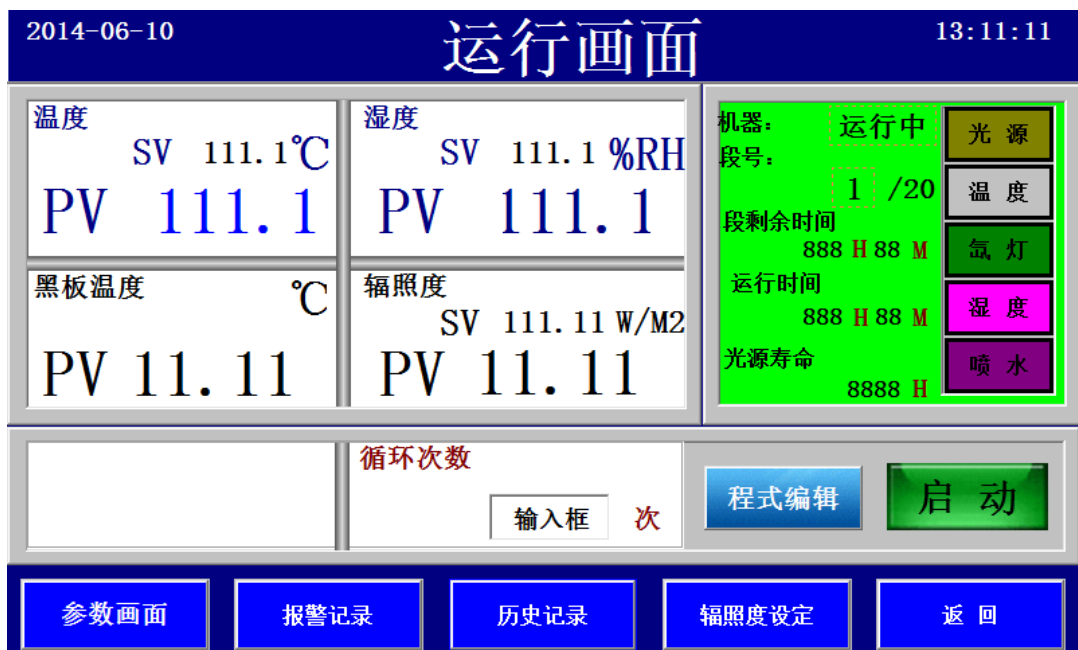 2014-06-10 运行画面 13:11:11
温度
SV 111.1℃
PV 111.1
湿度
SV 111.1 %RH
PV 111.1
黑板温度 ℃
PV 11.11
辐照度
SV 111.11 W/M2
PV 11.11
机器: 运行中
段号:
1 /20
段剩余时间
888 H 88 M
运行时间
888 H 88 M
光源寿命
8888 H
光 源
温 度
氙 灯
湿 度
喷 水
循环次数
输入框 次
程式编辑
启 动
参数画面 报警记录 历史记录 辐照度设定 返 回